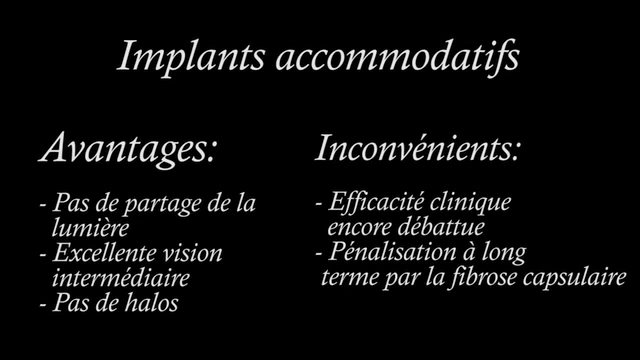 Implants accommodatifs
Avantages:
- Pas de partage de la
lumière
- Excellente vision
intermédiaire
- Pas de halos
Inconvénients:
- Efficacité clinique
encore débattue
- Pénalisation à long
terme par la fibrose capsulaire